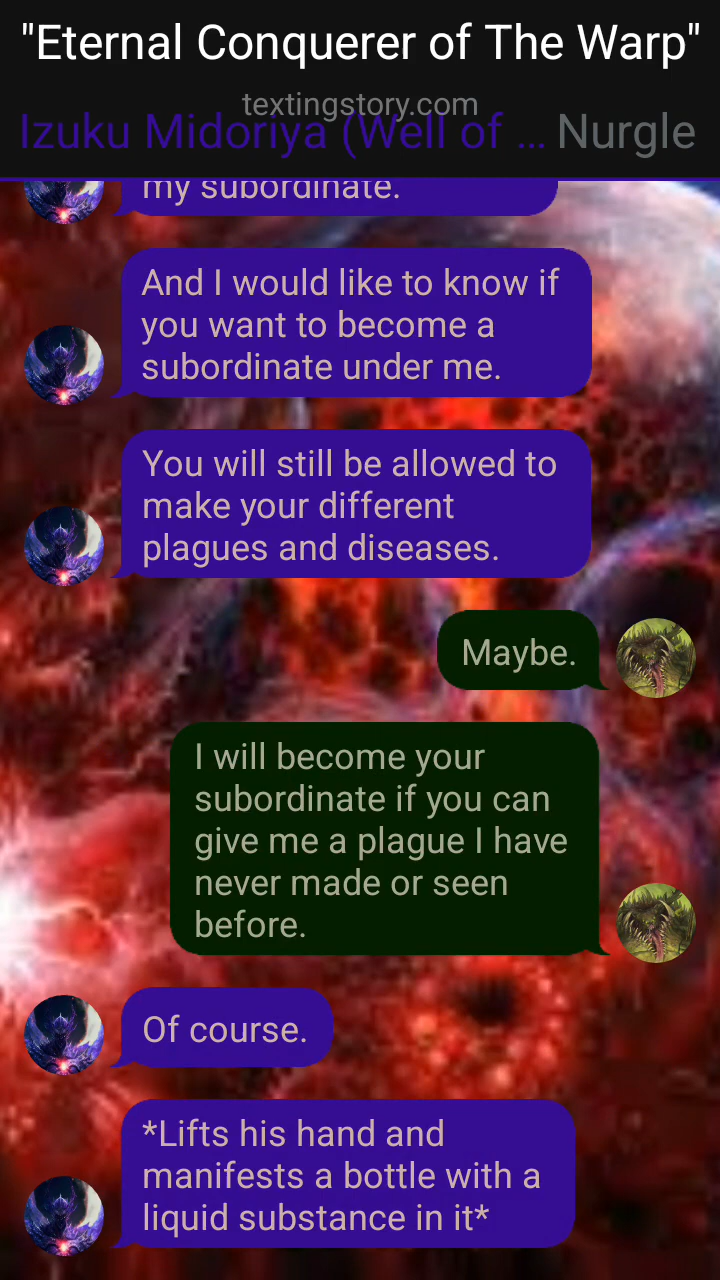 "Eternal Conquerer of The Warp"
textingstory.com
Izuku Midoriya (Well of ... Nurgle
my subordinate.
And I would like to know if
you want to become a
subordinate under me.
You will still be allowed to
make your different
plagues and diseases.
Maybe.
I will become your
subordinate if you can
give me a plague I have
never made or seen
before.
Of course.
*Lifts his hand and
manifests a bottle with a
liquid substance in it*